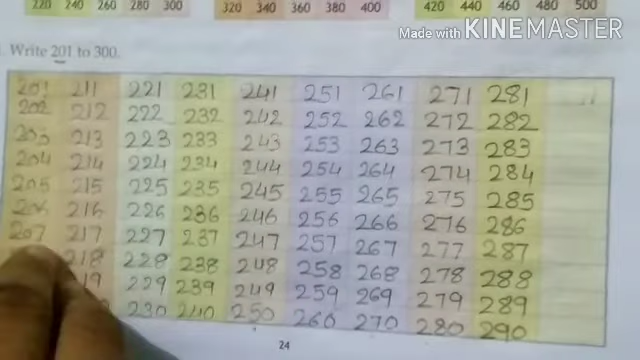 220 240 260 280 300 320 340 360 380 400 420 440 460 480 500
Made with KINEMASTER
Write 201 to 300.
201 211 221 231 241 251 261 271 281
202 212 222 232 242 252 262 272 282
203 213 223 233 243 253 263 273 283
204 214 224 234 244 254 264 274 284
205 215 225 235 245 255 265 275 285
206 216 226 236 246 256 266 276 286
207 217 227 237 247 257 267 277 287
218 228 238 248 258 268 278 288
229 239 249 259 269 279 289
230 240 250 260 270 280 290
24